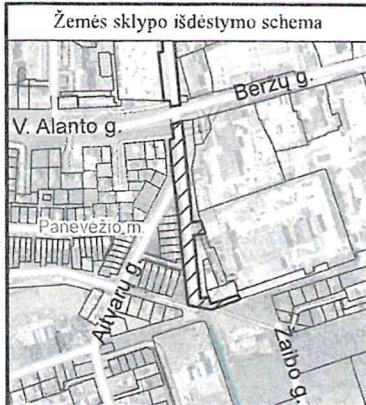 Žemės sklypo išdėstymo schema
Beržų g.
V. Alanto g.
Panevėžio m.
Aitvarų g.
Žaibo g.